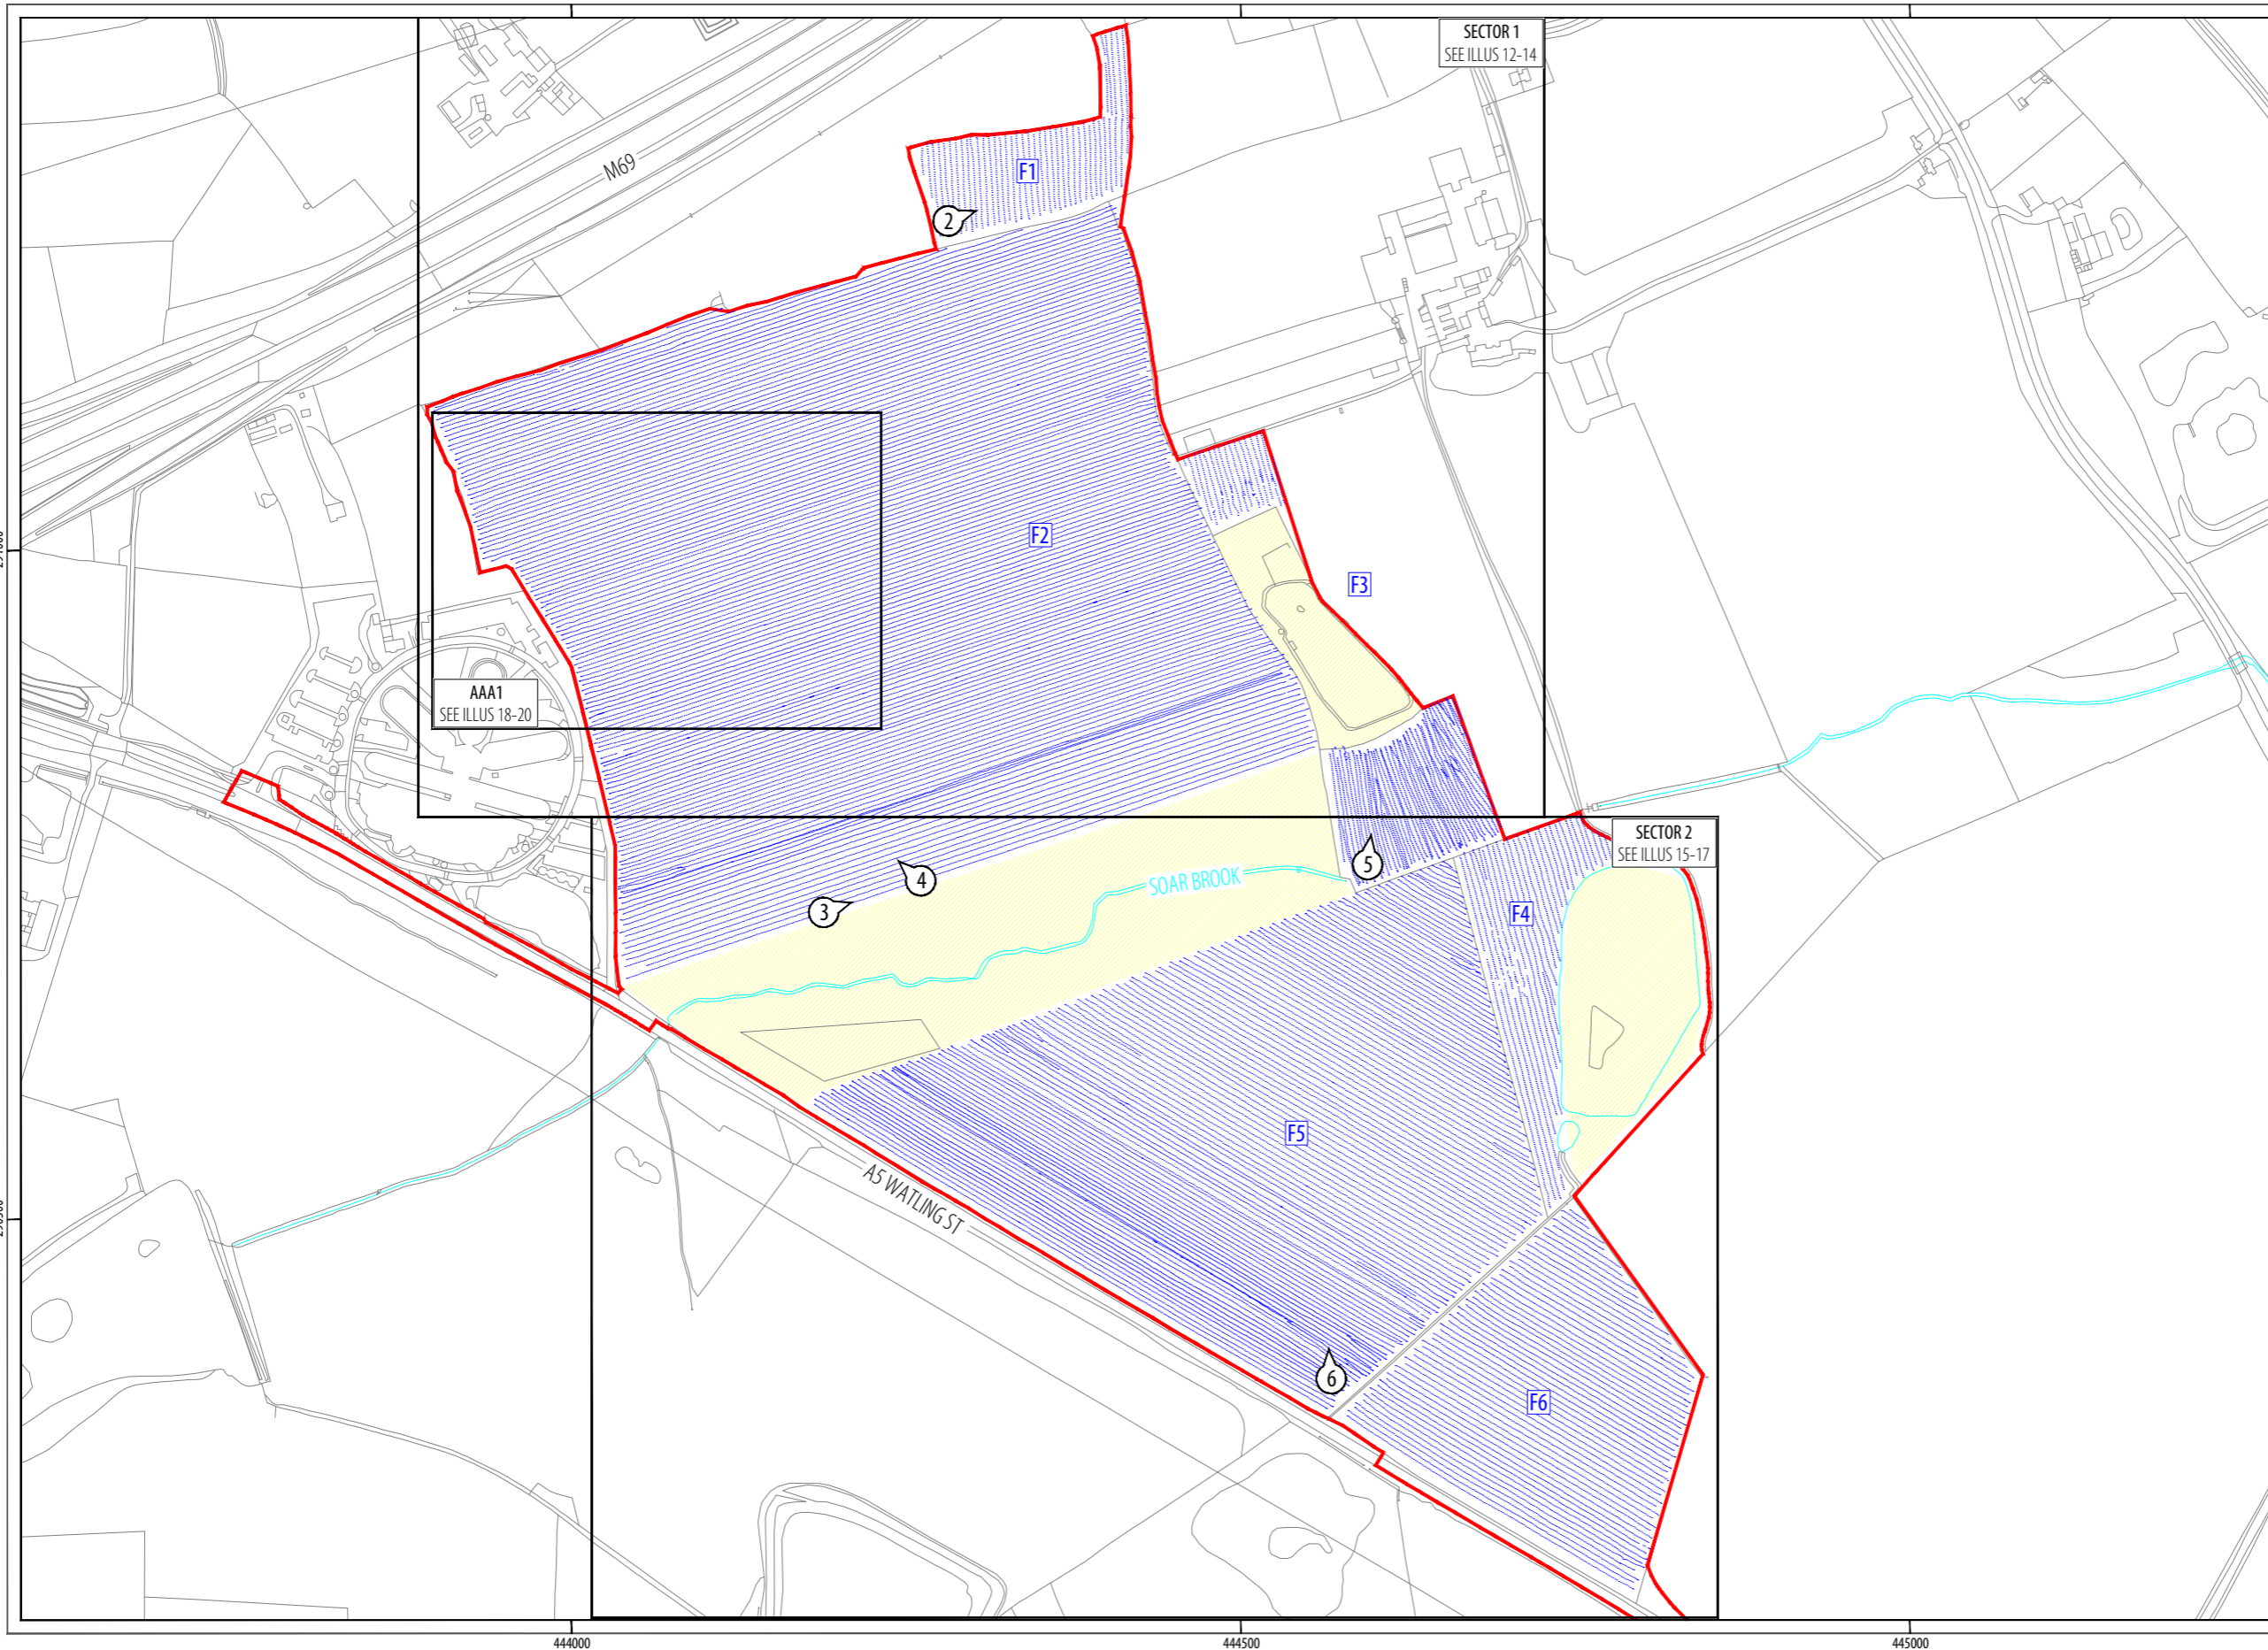 SECTOR 1
SEE ILLUS 12-14
M69
F1
2
F2
F3
AAA1
SEE ILLUS 18-20
SECTOR 2
SEE ILLUS 15-17
5
4
SOAR BROOK
3
F4
F5
A5 WATLING ST
6
F6
444000
444500
445000